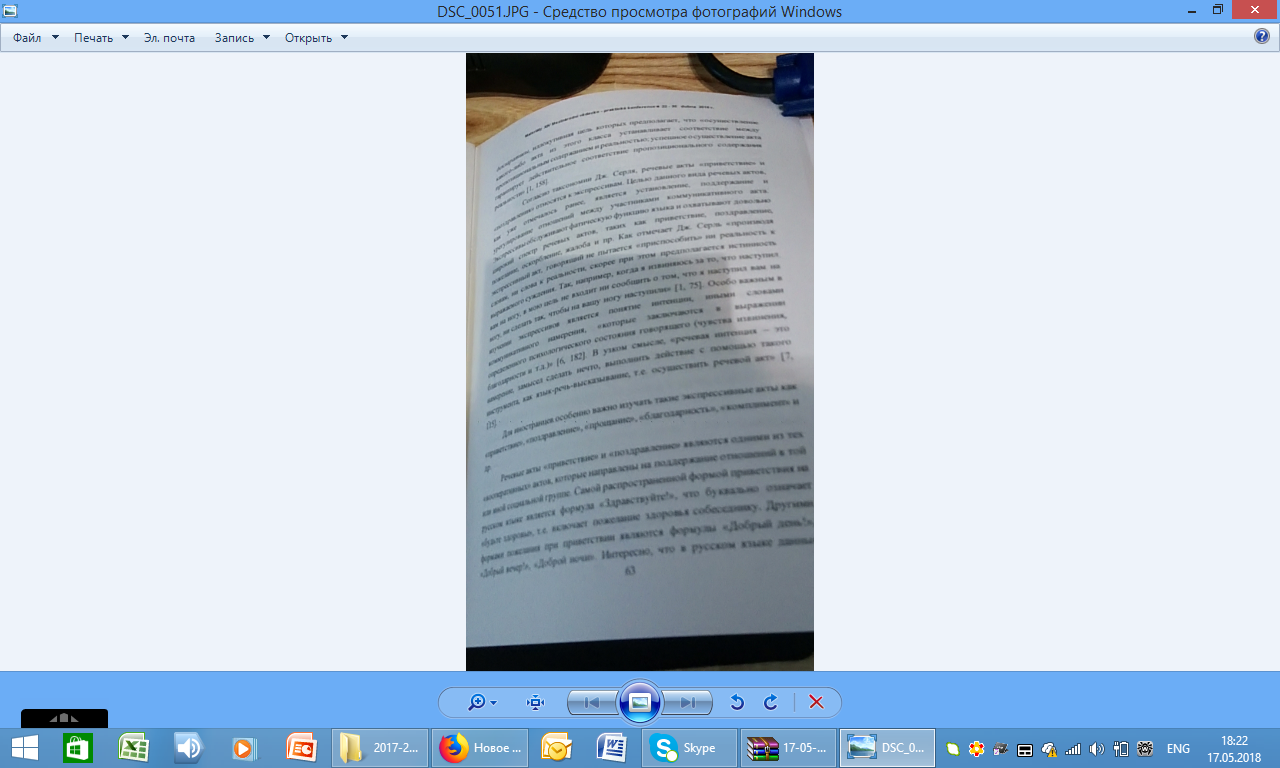 DSC_0051.JPG - Средство просмотра фотографий Windows
Файл Печать Эл. почта Запись Открыть
цель которых предполагает, что «осуществление
какого-либо акта из этого класса устанавливает соответствие между
пропозициональным содержанием и реальностью; успешное осуществление акта
гарантирует действительное соответствие пропозиционального содержания
реальности» [1, 158].
Согласно таксономии Дж. Серля, речевые акты «приветствие» и
«поздравление» относятся к экспрессивам. Целью данного вида речевых актов,
как уже отмечалось ранее, является установление, поддержание и
урегулирование отношений между участниками коммуникативного акта.
Экспрессивы обслуживают фатическую функцию языка и охватывают довольно
широкий спектр речевых актов, таких как приветствие, поздравление,
пожелание, оскорбление, жалоба и пр. Как отмечает Дж. Серль «производя
экспрессивный акт, говорящий не пытается «приспособить» ни реальность к
словам, ни слова к реальности, скорее при этом предполагается истинность
выражаемого суждения. Так, например, когда я извиняюсь за то, что наступил
вам на ногу, в мою цель не входит ни сообщить о том, что я наступил вам на
ногу, ни сделать так, чтобы на вашу ногу наступили» [1, 75]. Особо важным в
изучении экспрессивов является понятие интенции, иными словами
коммуникативного намерения, «которые заключаются в выражении
определенного психологического состояния говорящего (чувства извинения,
благодарности и т.д.)» [6, 182]. В узком смысле, «речевая интенция – это
намерение, замысел сделать нечто, выполнить действие с помощью такого
инструмента, как язык-речь-высказывание, т.е. осуществить речевой акт» [7,
[15].
Для иностранцев особенно важно изучать такие экспрессивные акты как
«приветствие», «поздравление», «прощание», «благодарность», «комплимент» и
др.
Речевые акты «приветствие» и «поздравление» являются одними из тех
«кооперативных» актов, которые направлены на поддержание отношений в той
или иной социальной группе. Самой распространенной формой приветствия на
русском языке является формула «Здравствуйте!», что буквально означает
«будьте здоровы», т.е. включает пожелание здоровья собеседнику. Другими
формами пожелания при приветствии являются формулы «Добрый день!»,
«Добрый вечер!», «Доброй ночи». Интересно, что в русском языке данные
63
2017-2... Новое ... Skype 17-05-... DSC_0... ENG 18:22
17.05.2018